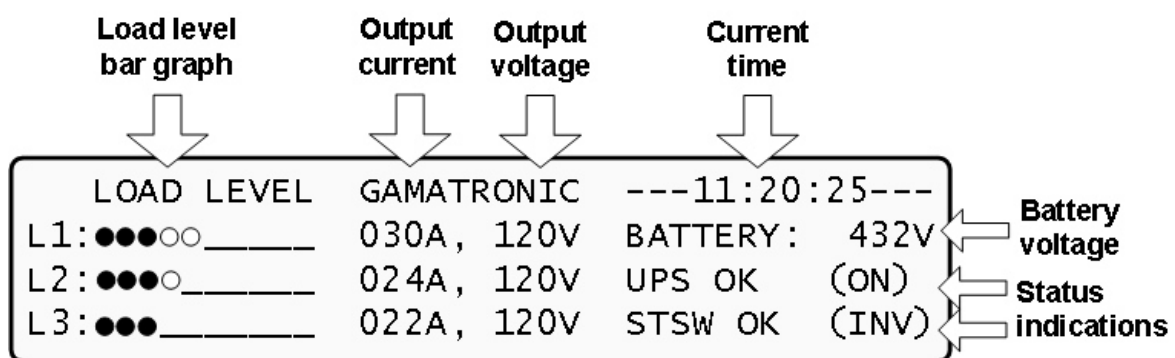 Load level bar graph
Output current
Output voltage
Current time
LOAD LEVEL GAMATRONIC ---11:20:25---
L1:●●●○○_____ 030A, 120V BATTERY: 432V
L2:●●●○______ 024A, 120V UPS OK (ON)
L3:●●●_______ 022A, 120V STSW OK (INV)
Battery voltage
Status indications